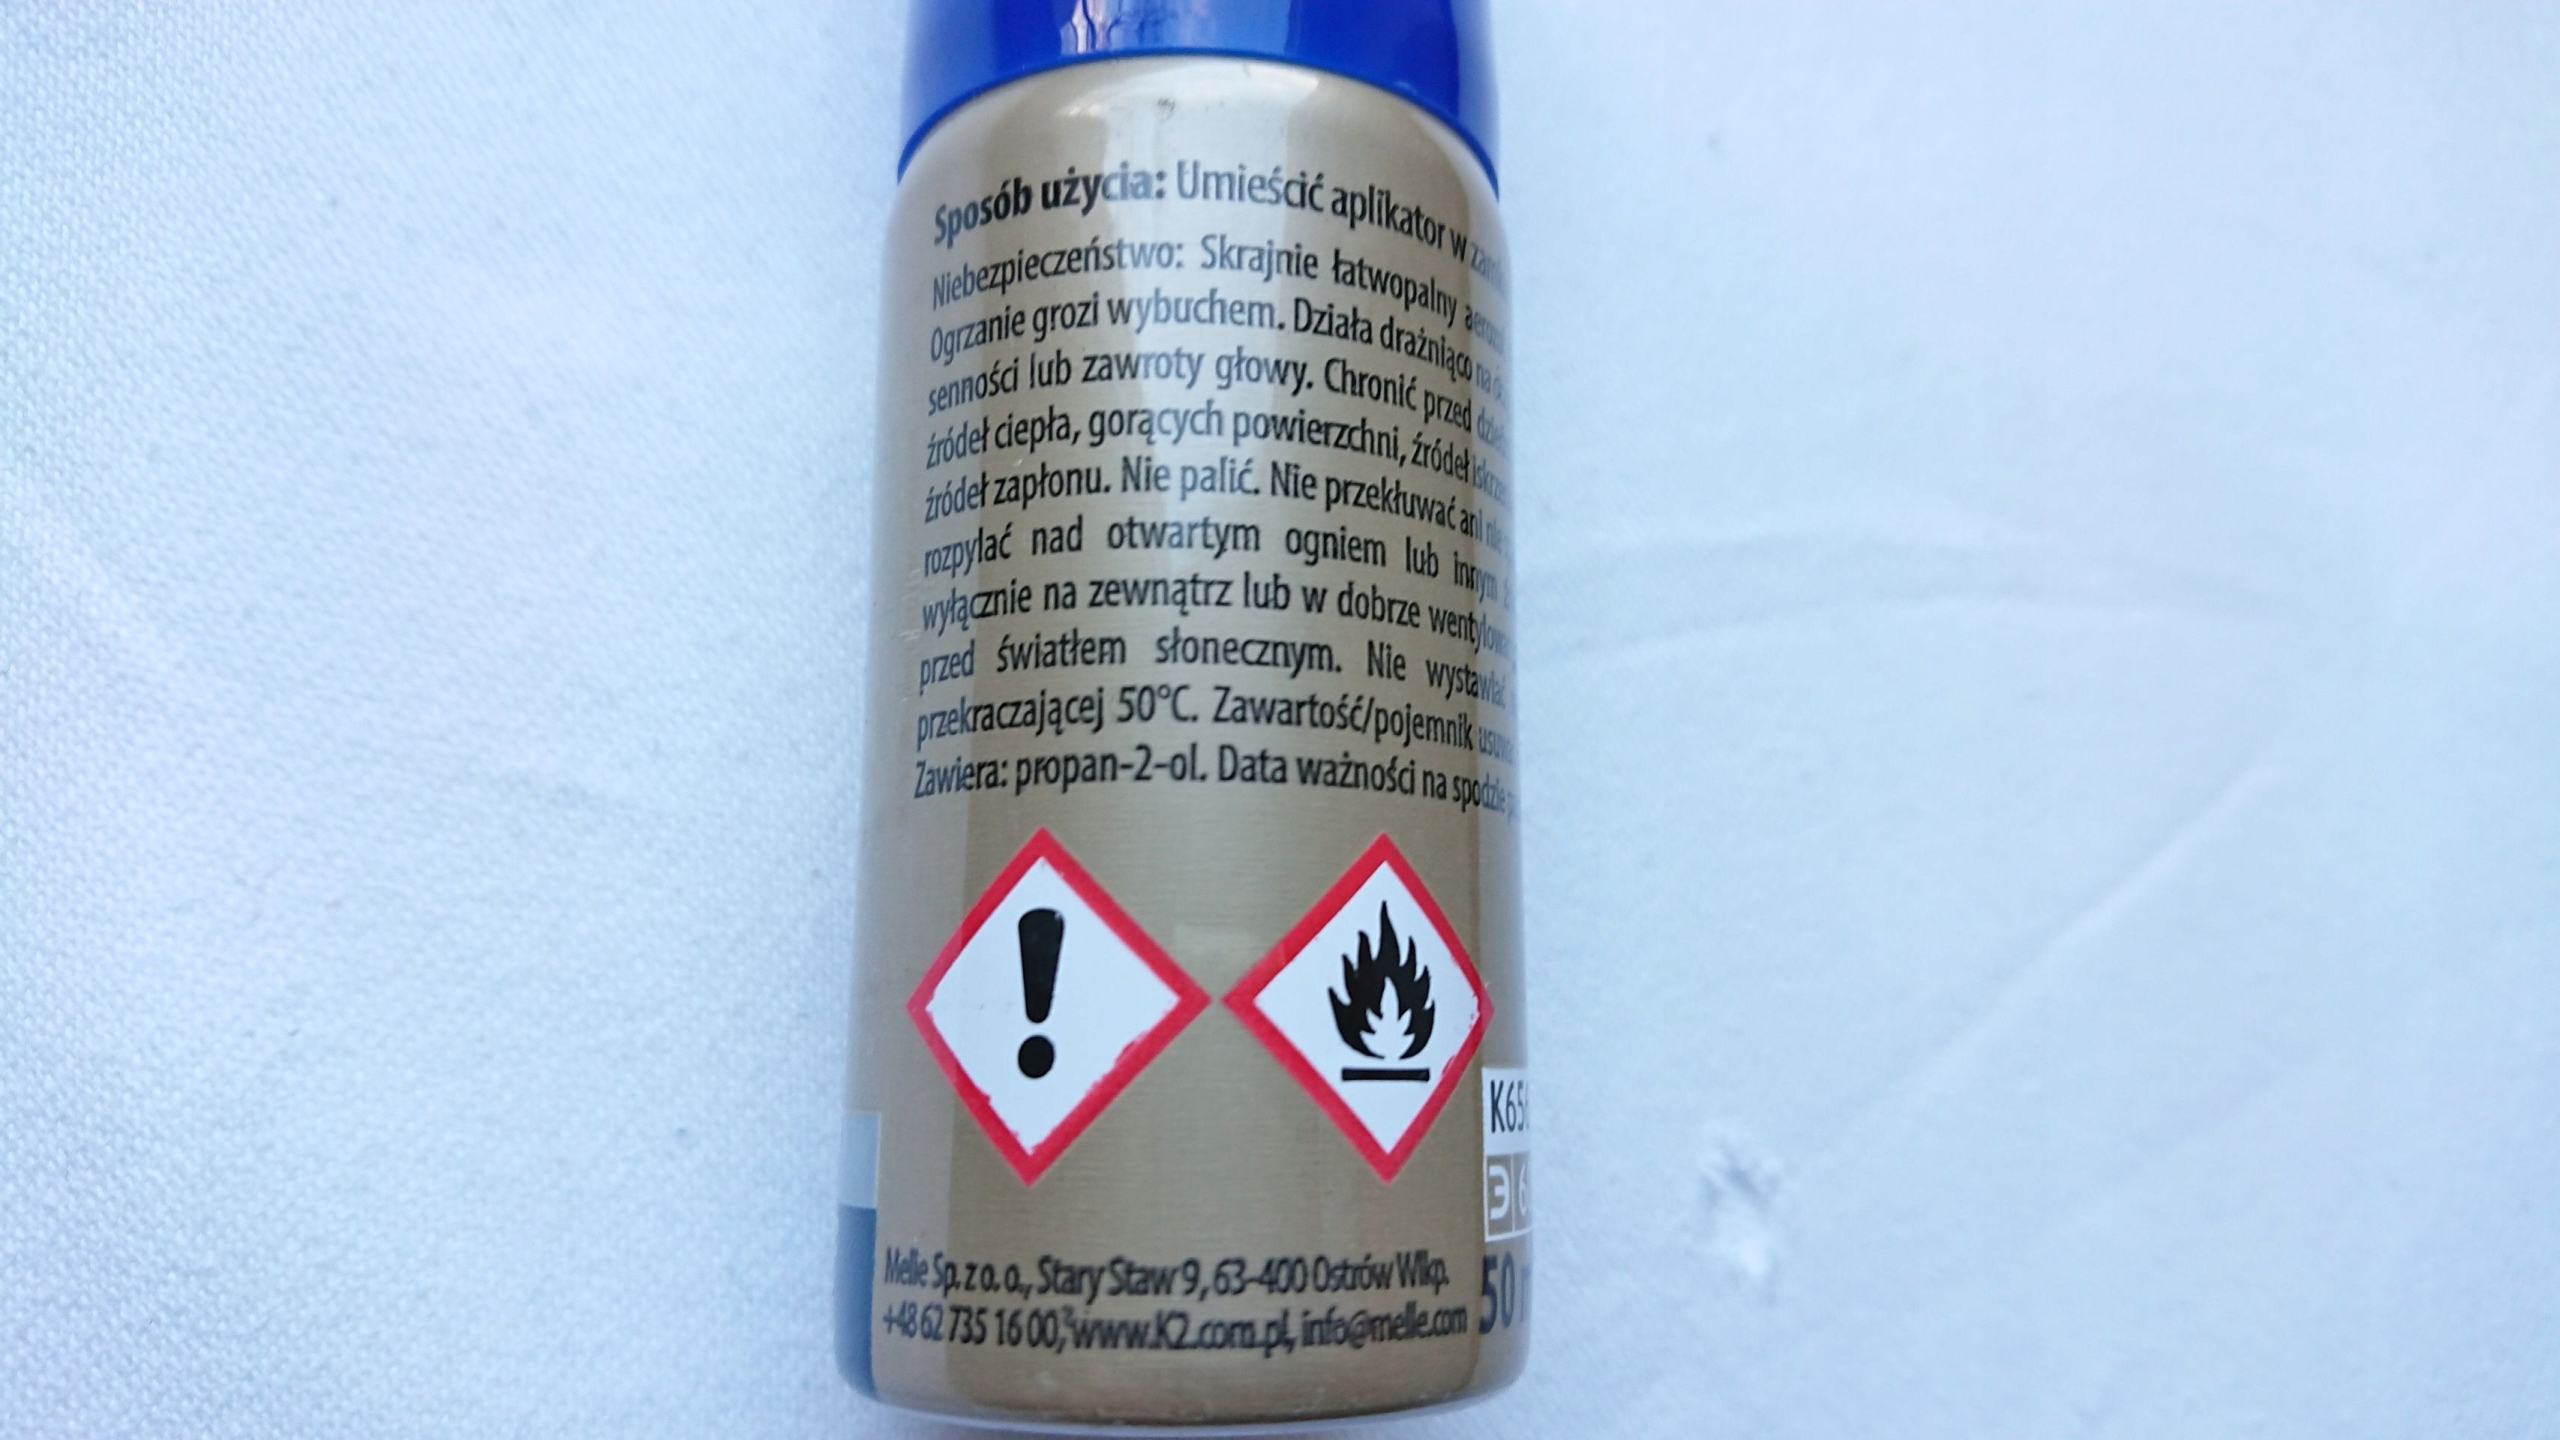 Sposób użycia: Umieścić aplikator w
Niebezpieczeństwo: Skrajnie łatwopalny
Ogrzanie grozi wybuchem. Działa drażniąco na
senności lub zawroty głowy. Chronić przed
źródeł ciepła, gorących powierzchni, źródeł
źródeł zapłonu. Nie palić. Nie przekłuwać ani nie
rozpylać nad otwartym ogniem lub innym
wyłącznie na zewnątrz lub w dobrze
przed światłem słonecznym. Nie wystawiać
przekraczającej 50°C. Zawartość/pojemnik
Zawiera: propan-2-ol. Data ważności na spodzie
Melle Sp. z o. o., Stary Staw 9, 63-400 Ostrów Wlkp.
+48 62 735 16 00, www.K2.com.pl, info@melle.com
50